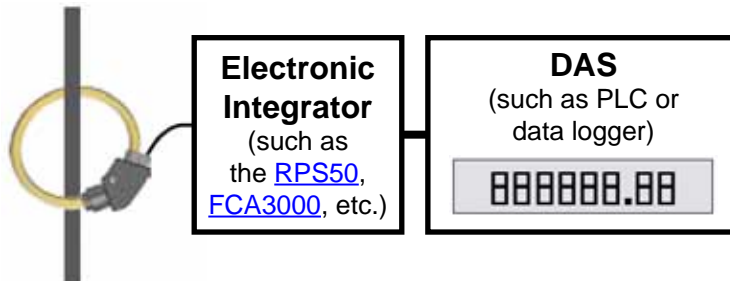 Electronic
Integrator
(such as
the RPS50,
FCA3000, etc.)
DAS
(such as PLC or
data logger)
888888.88